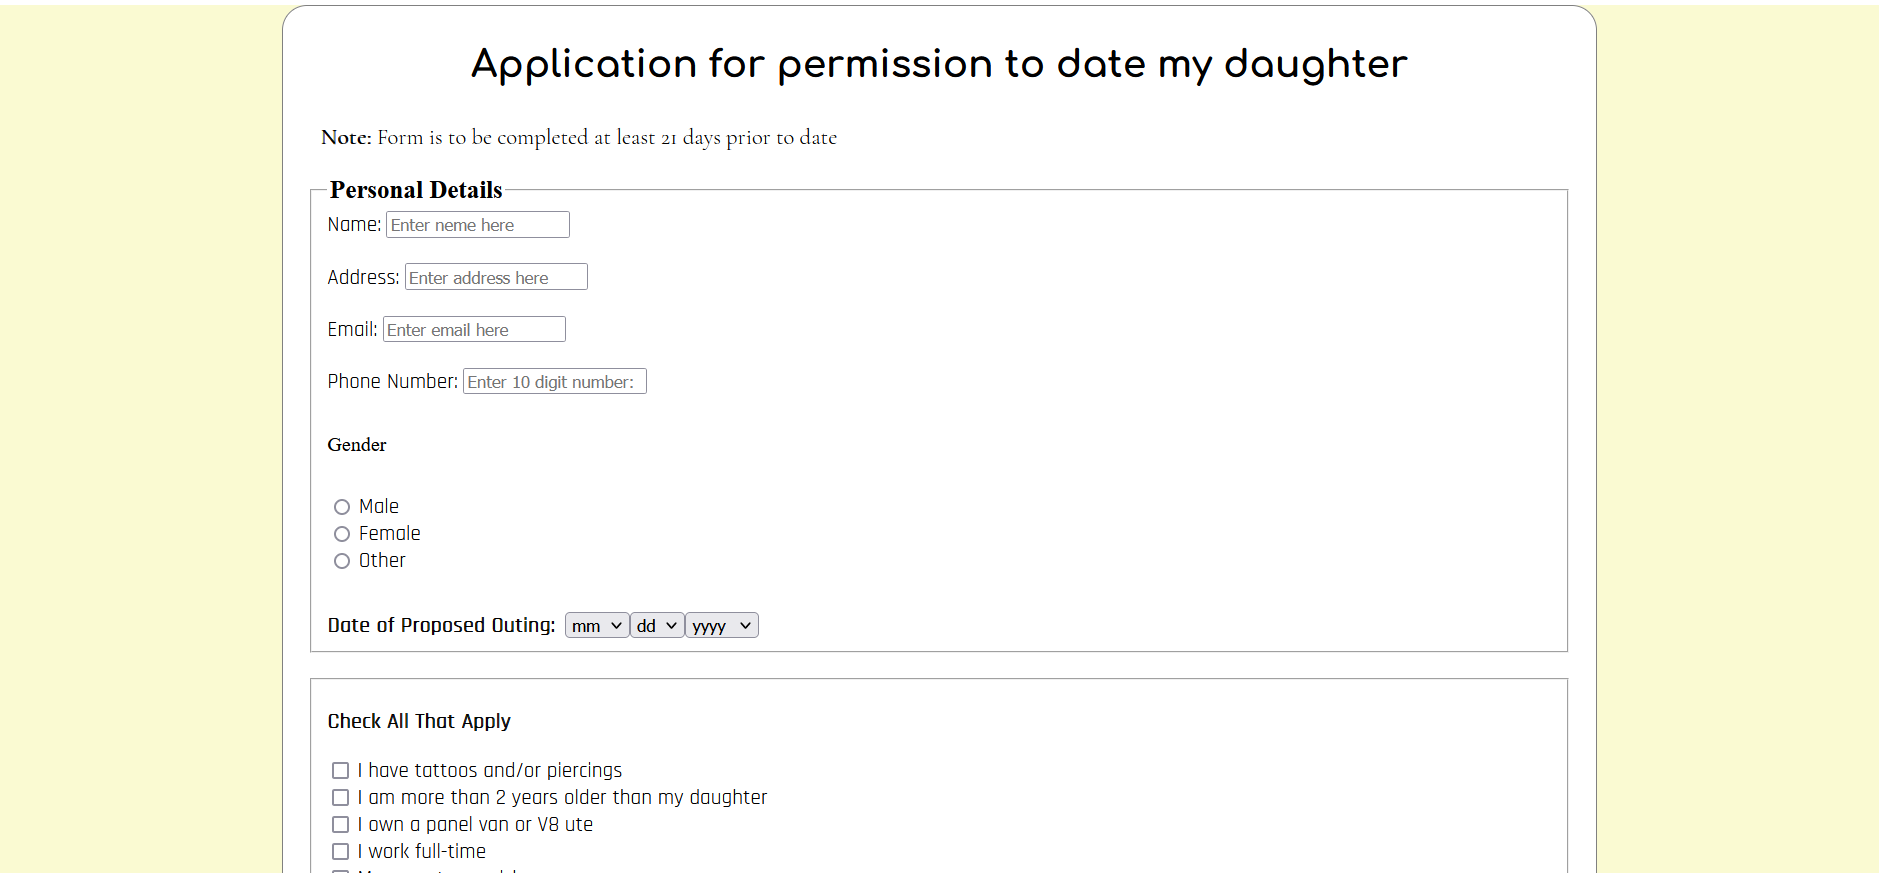 Application for permission to date my daughter
Note: Form is to be completed at least 21 days prior to date
Personal Details
Name: Enter neme here
Address: Enter address here
Email: Enter email here
Phone Number: Enter 10 digit number:
Gender
Male
Female
Other
Date of Proposed Outing: mm dd yyyy
Check All That Apply
I have tattoos and/or piercings
I am more than 2 years older than my daughter
I own a panel van or V8 ute
I work full-time